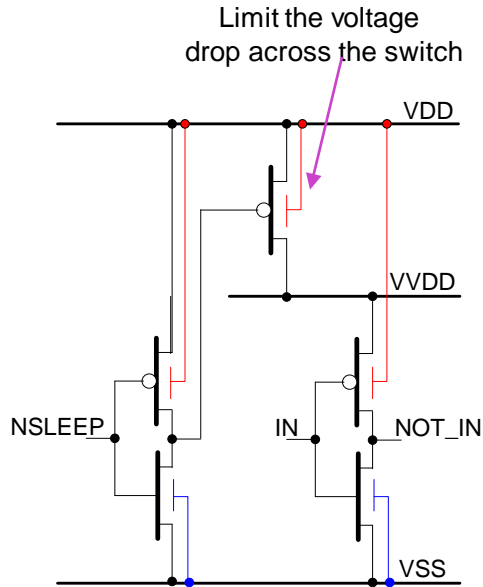 Limit the voltage
drop across the switch
VDD
VVDD
NSLEEP
IN
NOT_IN
VSS